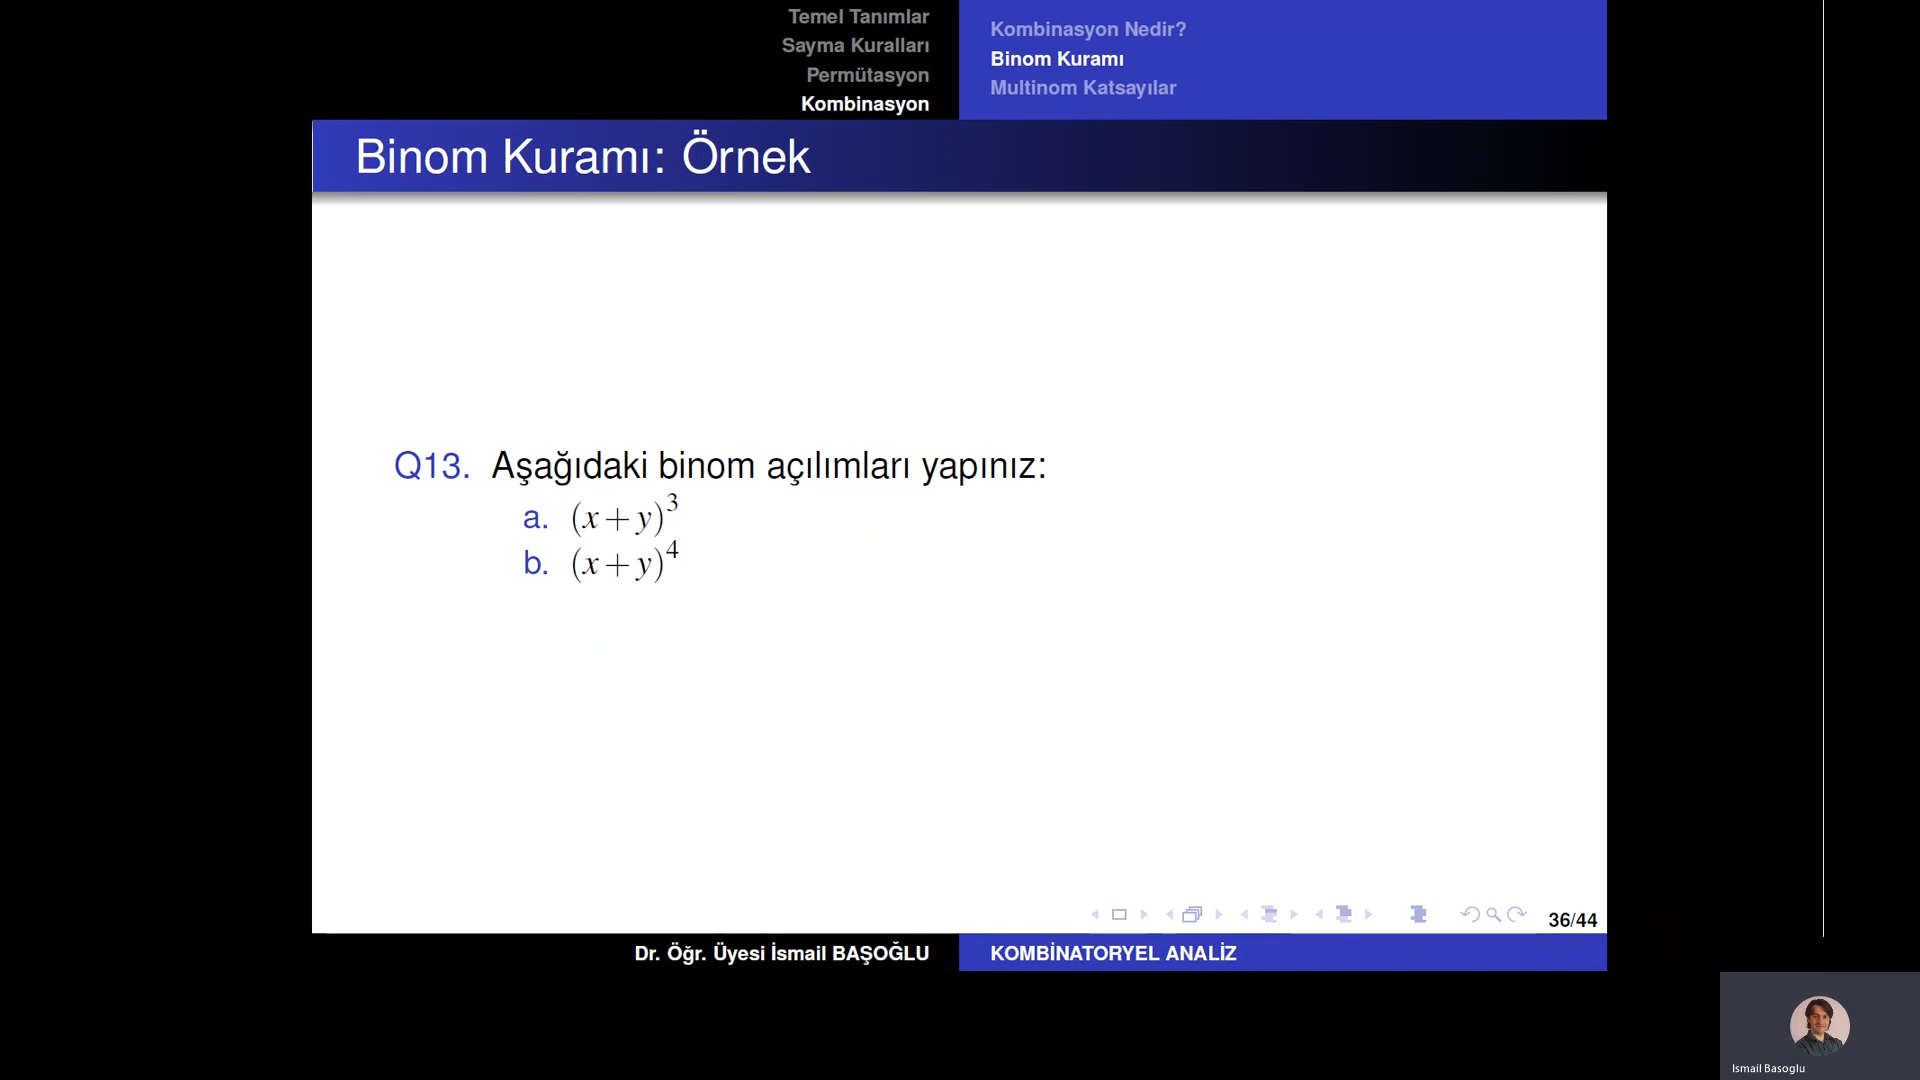 Temel Tanımlar
Sayma Kuralları
Permütasyon
Kombinasyon
Kombinasyon Nedir?
Binom Kuramı
Multinom Katsayılar
Binom Kuramı: Örnek
Q13. Aşağıdaki binom açılımları yapınız:
a. (x+y)³
b. (x+y)⁴
36/44
Dr. Öğr. Üyesi İsmail BAŞOĞLU
KOMBİNATORYEL ANALİZ
Ismail Basoglu